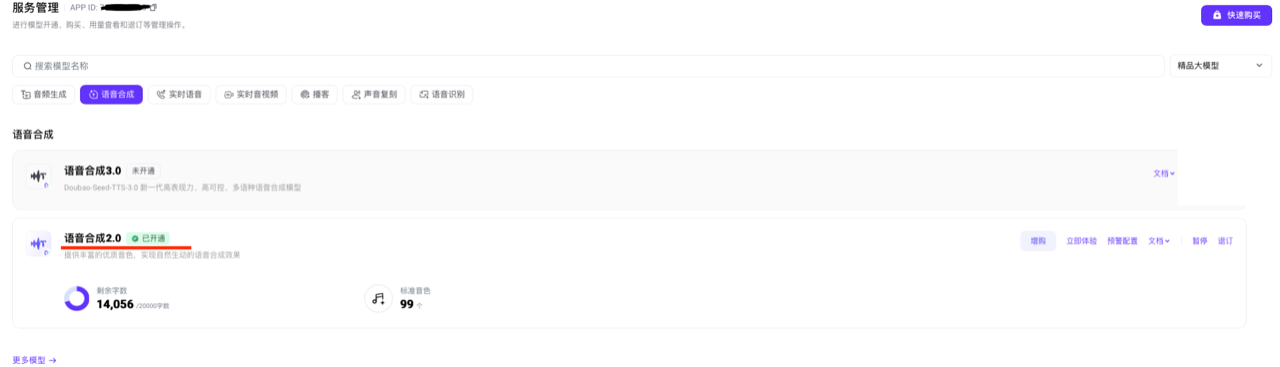 服务管理 APP ID:
进行模型开通、购买、用量查看和退订等管理操作。
快速购买
搜索模型名称
精品大模型
音频生成 语音合成 实时语音 实时音视频 播客 声音复刻 语音识别
语音合成
语音合成3.0 未开通
Doubao-Seed-TTS-3.0 新一代高表现力、高可控、多语种语音合成模型
文档
语音合成2.0 已开通
提供丰富的优质音色，实现自然生动的语音合成效果
增购 立即体验 预警配置 文档 暂停 退订
剩余字数
14,056 /20000字数
标准音色
99 个
更多模型 →